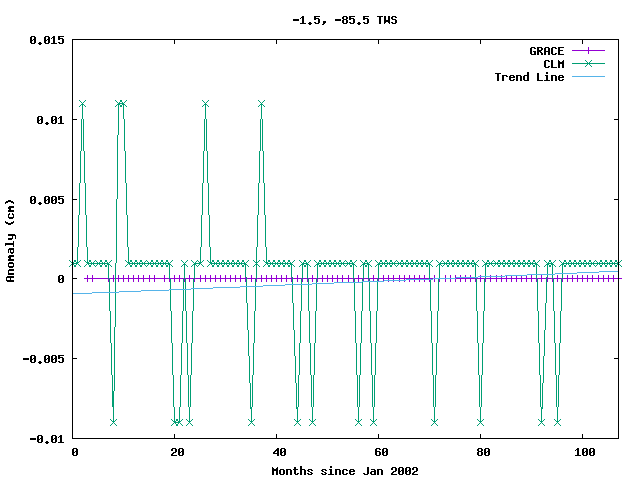 -1.5, -85.5 TWS
GRACE
CLM
Trend Line
0.015
0.01
0.005
0
-0.005
-0.01
Anomaly (cm)
0 20 40 60 80 100
Months since Jan 2002